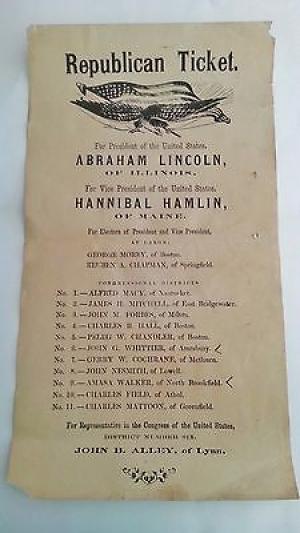 Republican Ticket.
For President of the United States,
ABRAHAM LINCOLN,
OF ILLINOIS.
For Vice President of the United States,
HANNIBAL HAMLIN,
OF MAINE.
For Electors of President and Vice President,
AT LARGE:
GEORGE MOREY, of Boston.
REUBEN A. CHAPMAN, of Springfield.
CONGRESSIONAL DISTRICTS
No. 1.—ALFRED MACY, of Nantucket.
No. 2.—JAMES H. MITCHELL, of East Bridgewater.
No. 3.—JOHN M. FORBES, of Milton.
No. 4.—CHARLES B. HALL, of Boston.
No. 5.—PELEG W. CHANDLER, of Boston.
No. 6.—JOHN G. WHITTIER, of Amesbury.
No. 7.—GERRY W. COCHRANE, of Methuen.
No. 8.—JOHN NESMITH, of Lowell.
No. 9.—AMASA WALKER, of North Brookfield.
No. 10.—CHARLES FIELD, of Athol.
No. 11.—CHARLES MATTOON, of Greenfield.
For Representative in the Congress of the United States,
DISTRICT NUMBER SIX,
JOHN B. ALLEY, of Lynn.